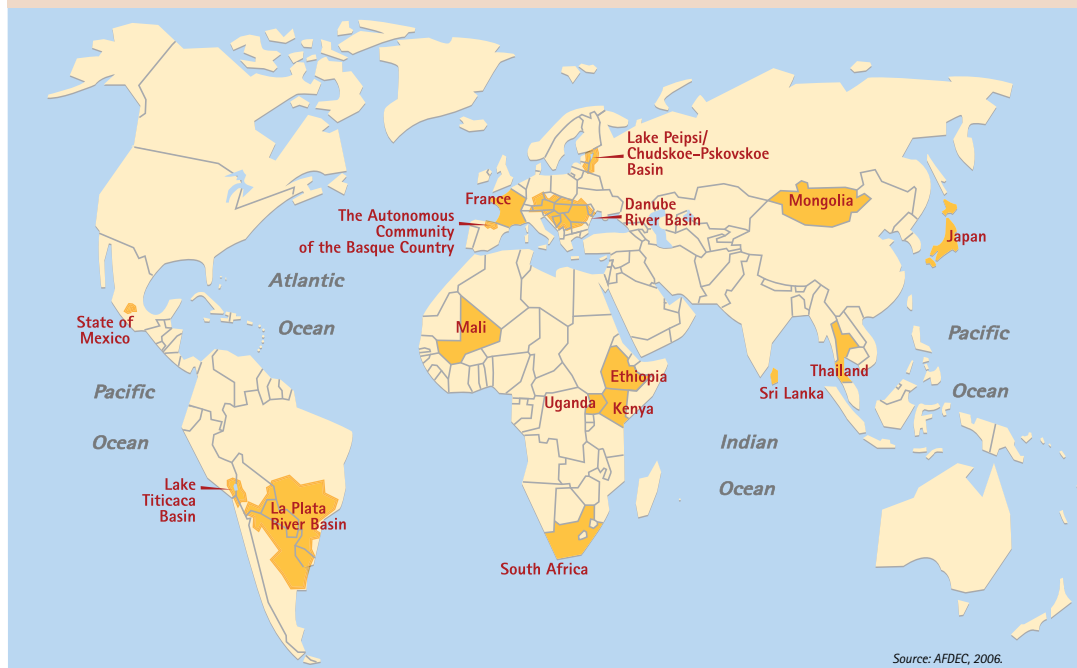 Lake Peipsi/
Chudskoe–Pskovskoe
Basin
France
Danube
River Basin
Mongolia
The Autonomous
Community
of the Basque Country
Japan
Atlantic
Ocean
State of
Mexico
Mali
Pacific
Ocean
Thailand
Ethiopia
Sri Lanka
Uganda
Kenya
Pacific
Ocean
Indian
Ocean
Lake
Titicaca
Basin
La Plata
River Basin
South Africa
Source: AFDEC, 2006.